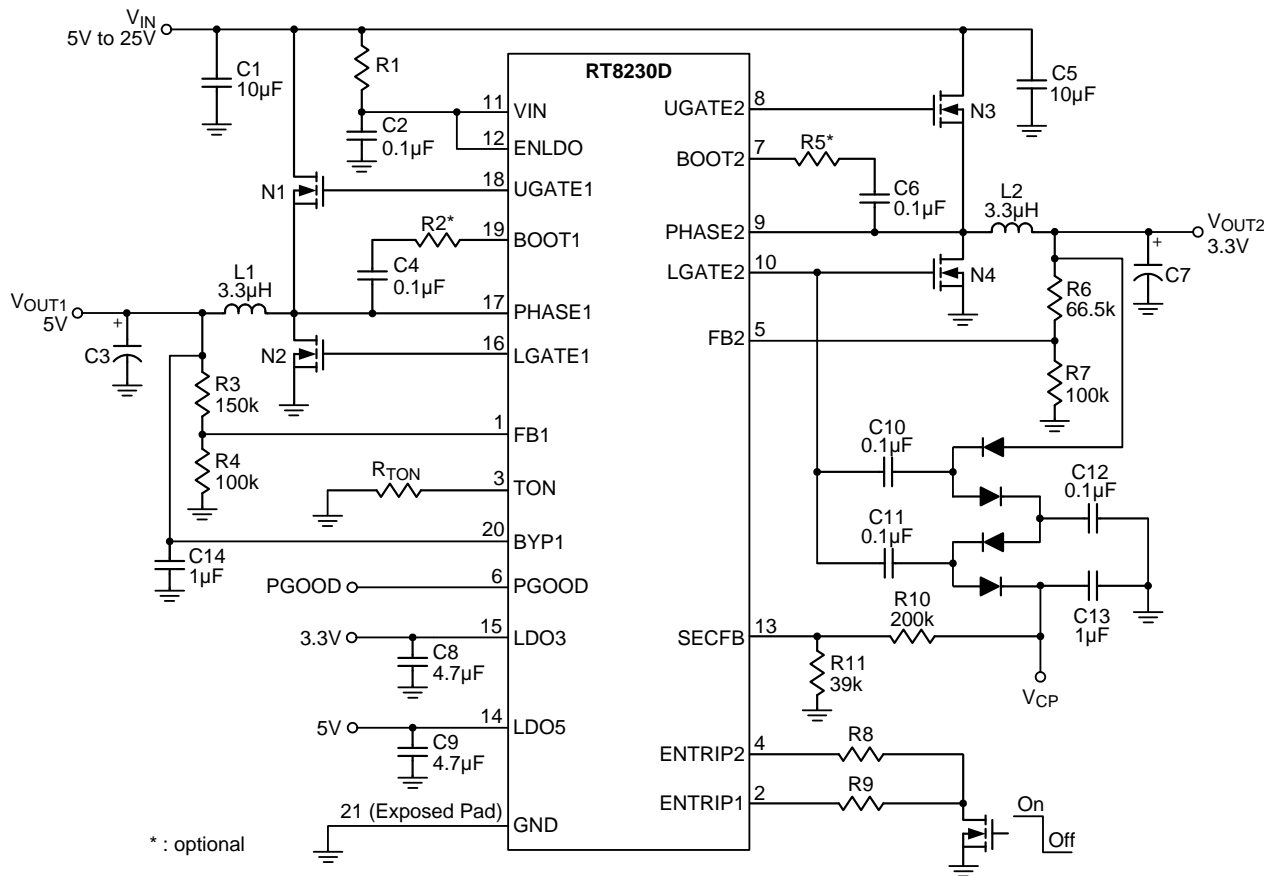 VIN
5V to 25V
C1
10µF
R1
C2
0.1µF
RT8230D
11
VIN
12
ENLDO
18
UGATE1
N1
19
BOOT1
R2*
C4
0.1µF
L1
3.3µH
VOUT1
5V
+
C3
17
PHASE1
16
LGATE1
N2
R3
150k
1
FB1
R4
100k
RTON
3
TON
20
BYP1
C14
1µF
PGOOD
6
PGOOD
3.3V
15
LDO3
C8
4.7µF
5V
14
LDO5
C9
4.7µF
21 (Exposed Pad)
GND
* : optional
UGATE2
8
N3
C5
10µF
BOOT2
7
R5*
C6
0.1µF
PHASE2
9
L2
3.3µH
VOUT2
3.3V
+
C7
LGATE2
10
N4
R6
66.5k
FB2
5
R7
100k
C10
0.1µF
C12
0.1µF
C11
0.1µF
C13
1µF
SECFB
13
R10
200k
R11
39k
VCP
ENTRIP2
4
R8
ENTRIP1
2
R9
On
Off